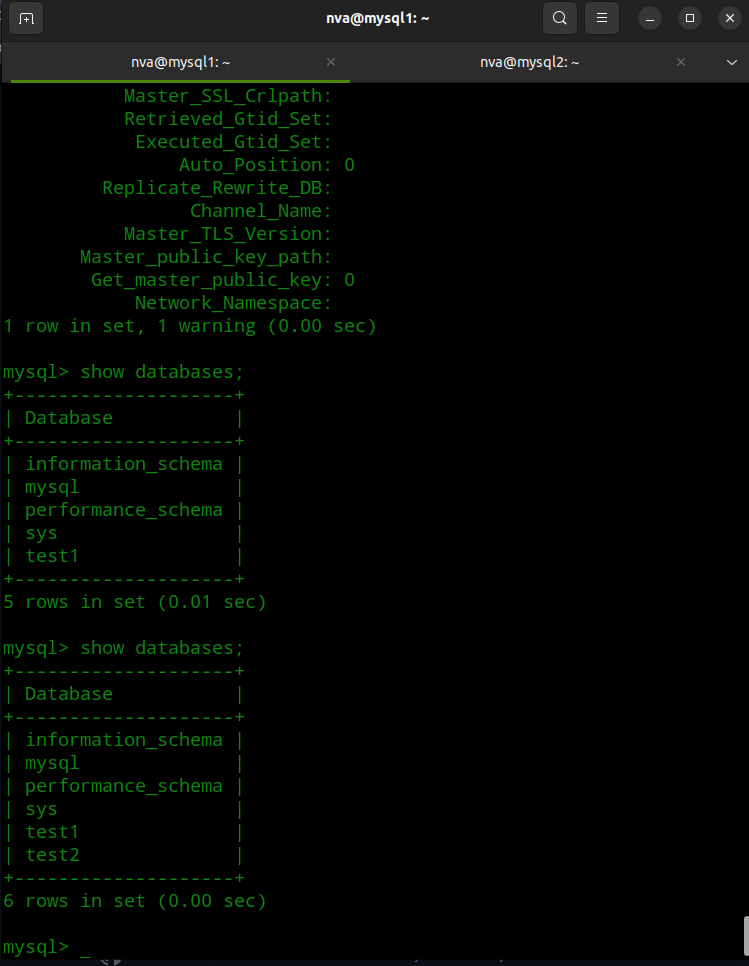 nva@mysql1: ~
nva@mysql1: ~
nva@mysql2: ~
Master_SSL_Crlpath:
Retrieved_Gtid_Set:
Executed_Gtid_Set:
Auto_Position: 0
Replicate_Rewrite_DB:
Channel_Name:
Master_TLS_Version:
Master_public_key_path:
Get_master_public_key: 0
Network_Namespace:
1 row in set, 1 warning (0.00 sec)
mysql> show databases;
+--------------------+
| Database           |
+--------------------+
| information_schema |
| mysql              |
| performance_schema |
| sys                |
| test1              |
+--------------------+
5 rows in set (0.01 sec)
mysql> show databases;
+--------------------+
| Database           |
+--------------------+
| information_schema |
| mysql              |
| performance_schema |
| sys                |
| test1              |
| test2              |
+--------------------+
6 rows in set (0.00 sec)
mysql> _